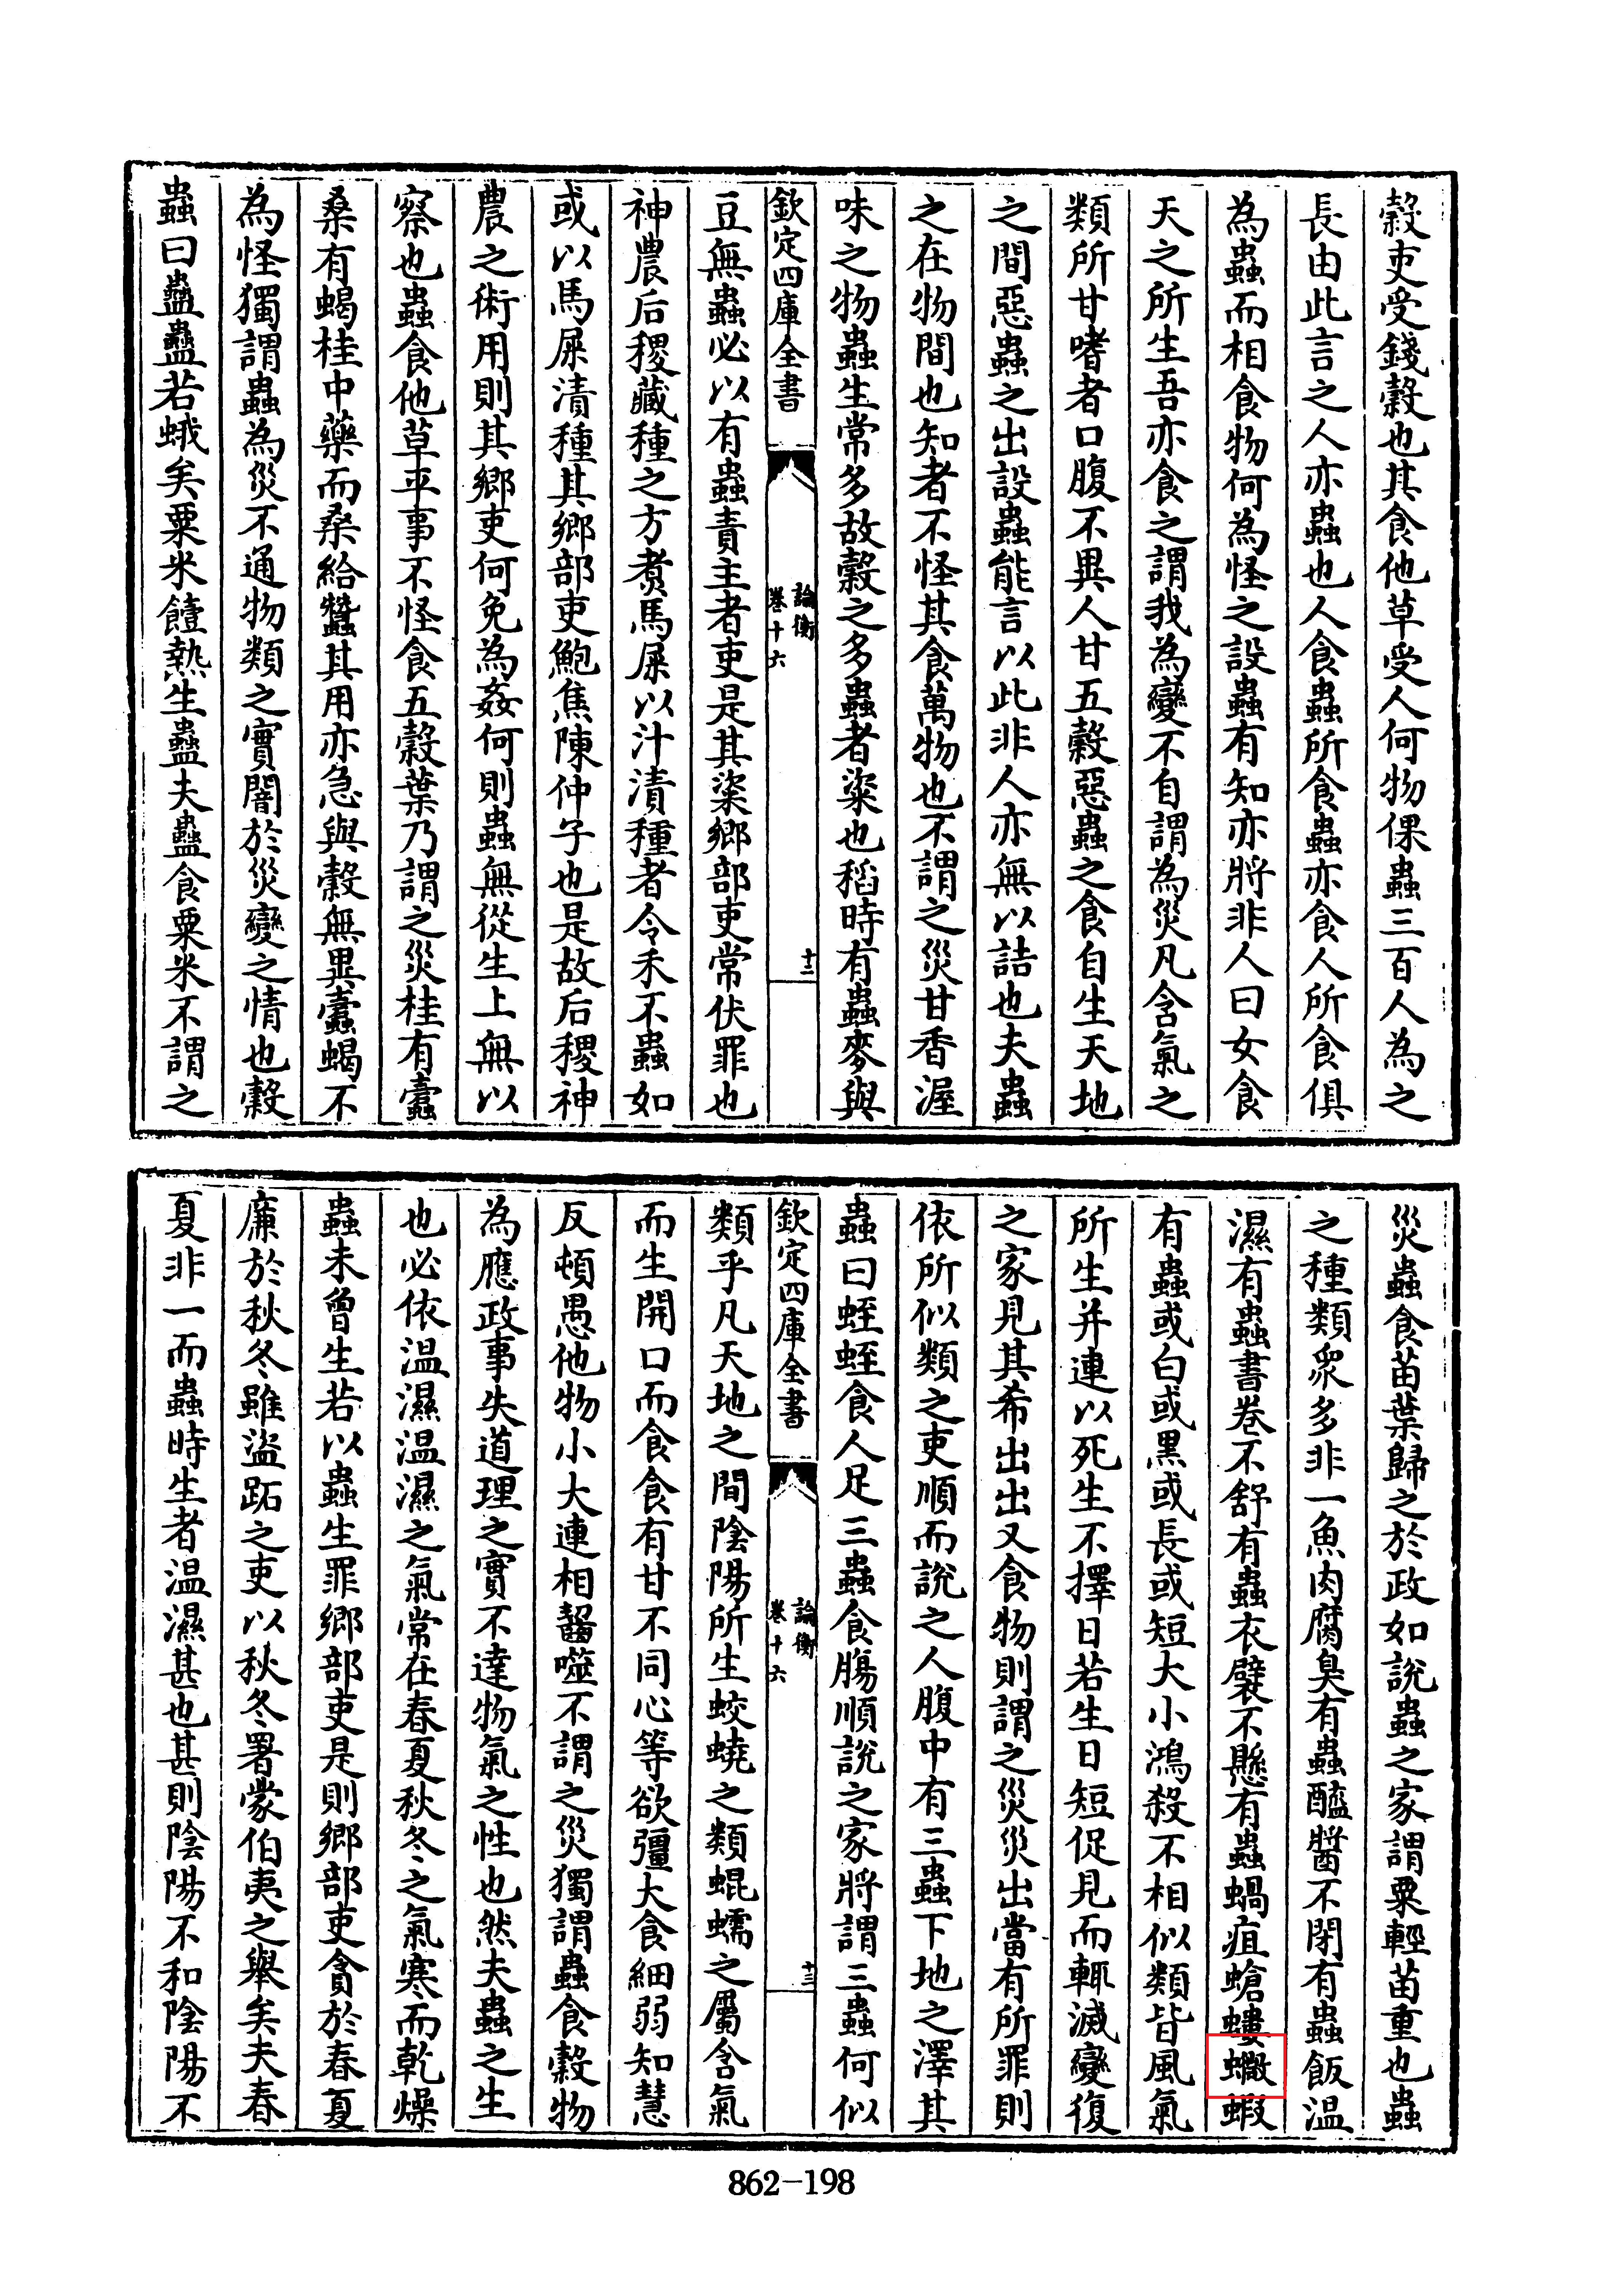 穀吏受錢穀也其食他草受人何物倮蟲三百人為之
長由此言之人亦蟲也人食蟲所食蟲亦食人所食俱
為蟲而相食物何為怪之設蟲有知亦將非人曰女食
天之所生吾亦食之謂我為變不自謂為災凡含氣之
類所甘嗜者口腹不異人甘五穀惡蟲之食自生天地
之間惡蟲之出設蟲能言以此非人亦無以詰也夫蟲
之在物間也知者不怪其食萬物也不謂之災甘香渥
味之物蟲生常多故穀之多蟲者粢也稻時有蟲麥與
欽定四庫全書
論衡
卷十六
十二
豆無蟲必以有蟲責主者吏是其粢鄉部吏常伏罪也
神農后稷藏種之方煑馬屎以汁漬種者令禾不蟲如
或以馬屎漬種其鄉部吏鮑焦陳仲子也是故后稷神
農之術用則其鄉吏何免為姦何則蟲無從生上無以
察也蟲食他草平事不怪食五穀葉乃謂之災桂有蠹
桑有蝎桂中藥而桑給蠶其用亦急與穀無異蠹蝎不
為怪獨謂蟲為災不通物類之實闇於災變之情也穀
蟲曰蠱蠱若蛾矣粟米饐熱生蠱夫蠱食粟米不謂之
災蟲食苗葉歸之於政如說蟲之家謂粟輕苗重也蟲
之種類衆多非一魚肉腐臭有蟲醯醬不閉有蟲飯温
濕有蟲書卷不舒有蟲衣襞不懸有蟲蝸疽螥螻蝦
有蟲或白或黑或長或短大小鴻殺不相似類皆風氣
所生并連以死生不擇日若生日短促見而輒滅變復
之家見其希出出又食物則謂之災災出當有所罪則
依所似類之吏順而說之人腹中有三蟲下地之澤其
蟲曰蛭蛭食人足三蟲食腸順說之家將謂三蟲何似
欽定四庫全書
論衡
卷十六
十三
類乎凡天地之間陰陽所生蛟蟯之類蜫蠕之屬含氣
而生開口而食食有甘不同心等欲彊大食細弱知慧
反頓愚他物小大連相齧噬不謂之災獨謂蟲食穀物
為應政事失道理之實不達物氣之性也然夫蟲之生
也必依温濕温濕之氣常在春夏秋冬之氣寒而乾燥
蟲未曾生若以蟲生罪鄉部吏是則鄉部吏貪於春夏
廉於秋冬雖盜跖之吏以秋冬署蒙伯夷之舉矣夫春
夏非一而蟲時生者温濕甚也甚則陰陽不和陰陽不
862-198